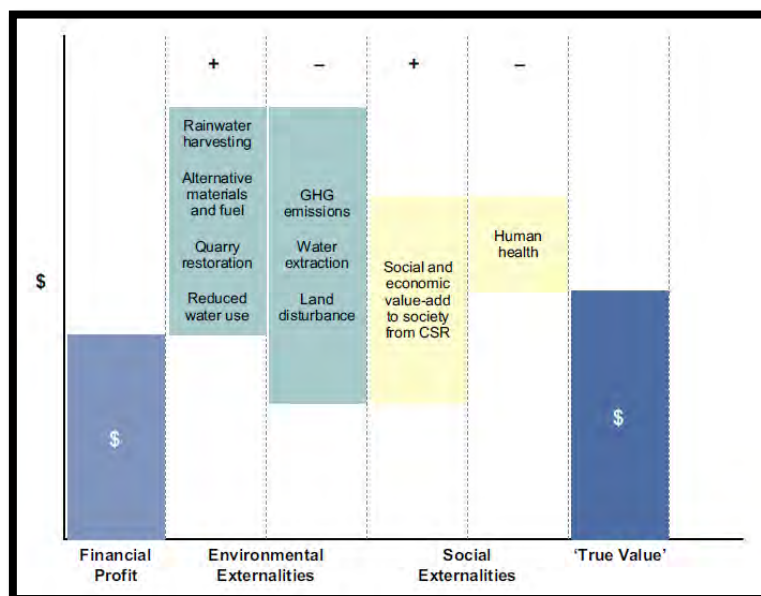 +
–
+
–
Rainwater
harvesting
Alternative
materials
and fuel
Quarry
restoration
Reduced
water use
GHG
emissions
Water
extraction
Land
disturbance
Social and
economic
value-add
to society
from CSR
Human
health
$
$
$
Financial
Profit
Environmental
Externalities
Social
Externalities
‘True Value’